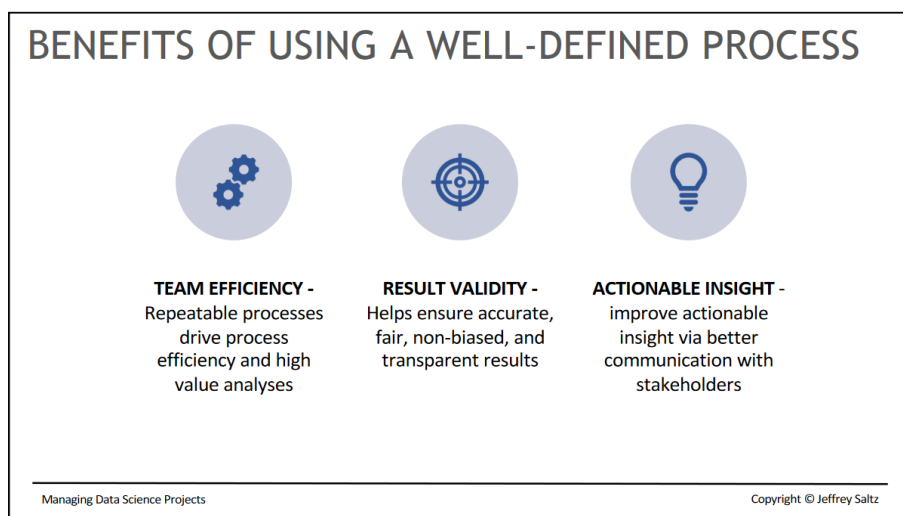 BENEFITS OF USING A WELL-DEFINED PROCESS
TEAM EFFICIENCY -
Repeatable processes
drive process
efficiency and high
value analyses
RESULT VALIDITY -
Helps ensure accurate,
fair, non-biased, and
transparent results
ACTIONABLE INSIGHT -
improve actionable
insight via better
communication with
stakeholders
Managing Data Science Projects
Copyright © Jeffrey Saltz